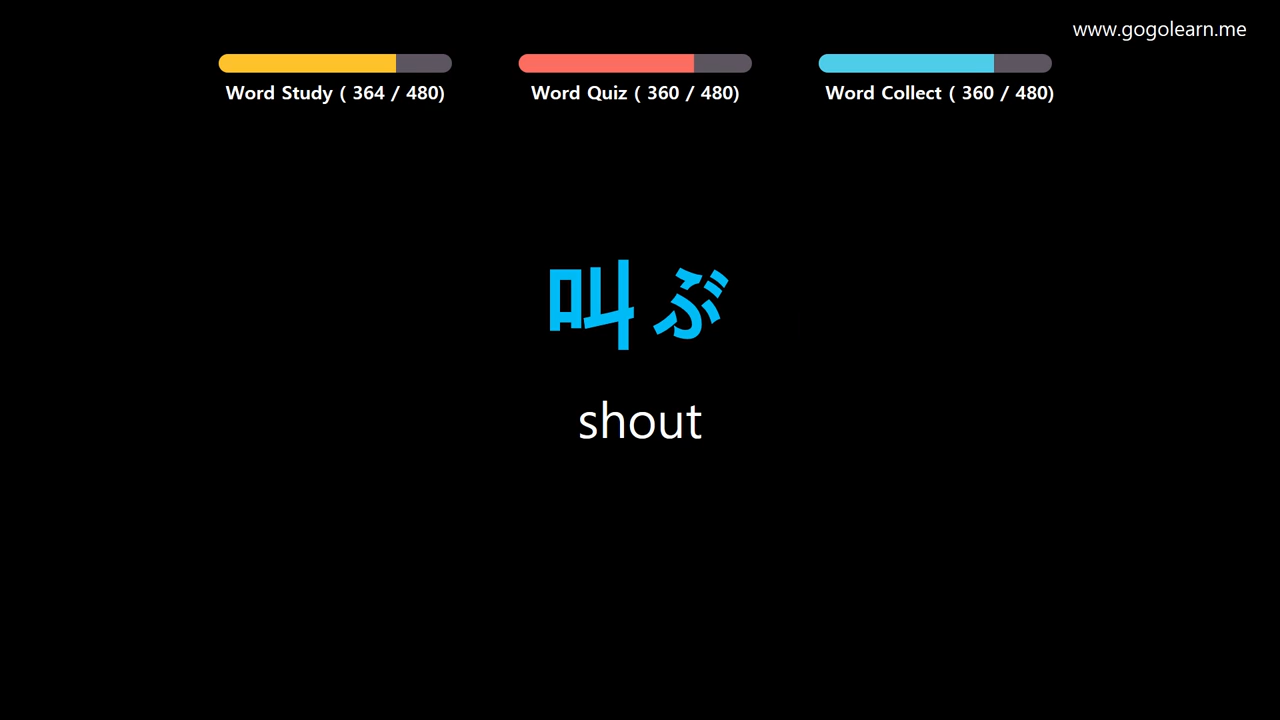 www.gogolearn.me
Word Study ( 364 / 480)
Word Quiz ( 360 / 480)
Word Collect ( 360 / 480)
叫ぶ
shout